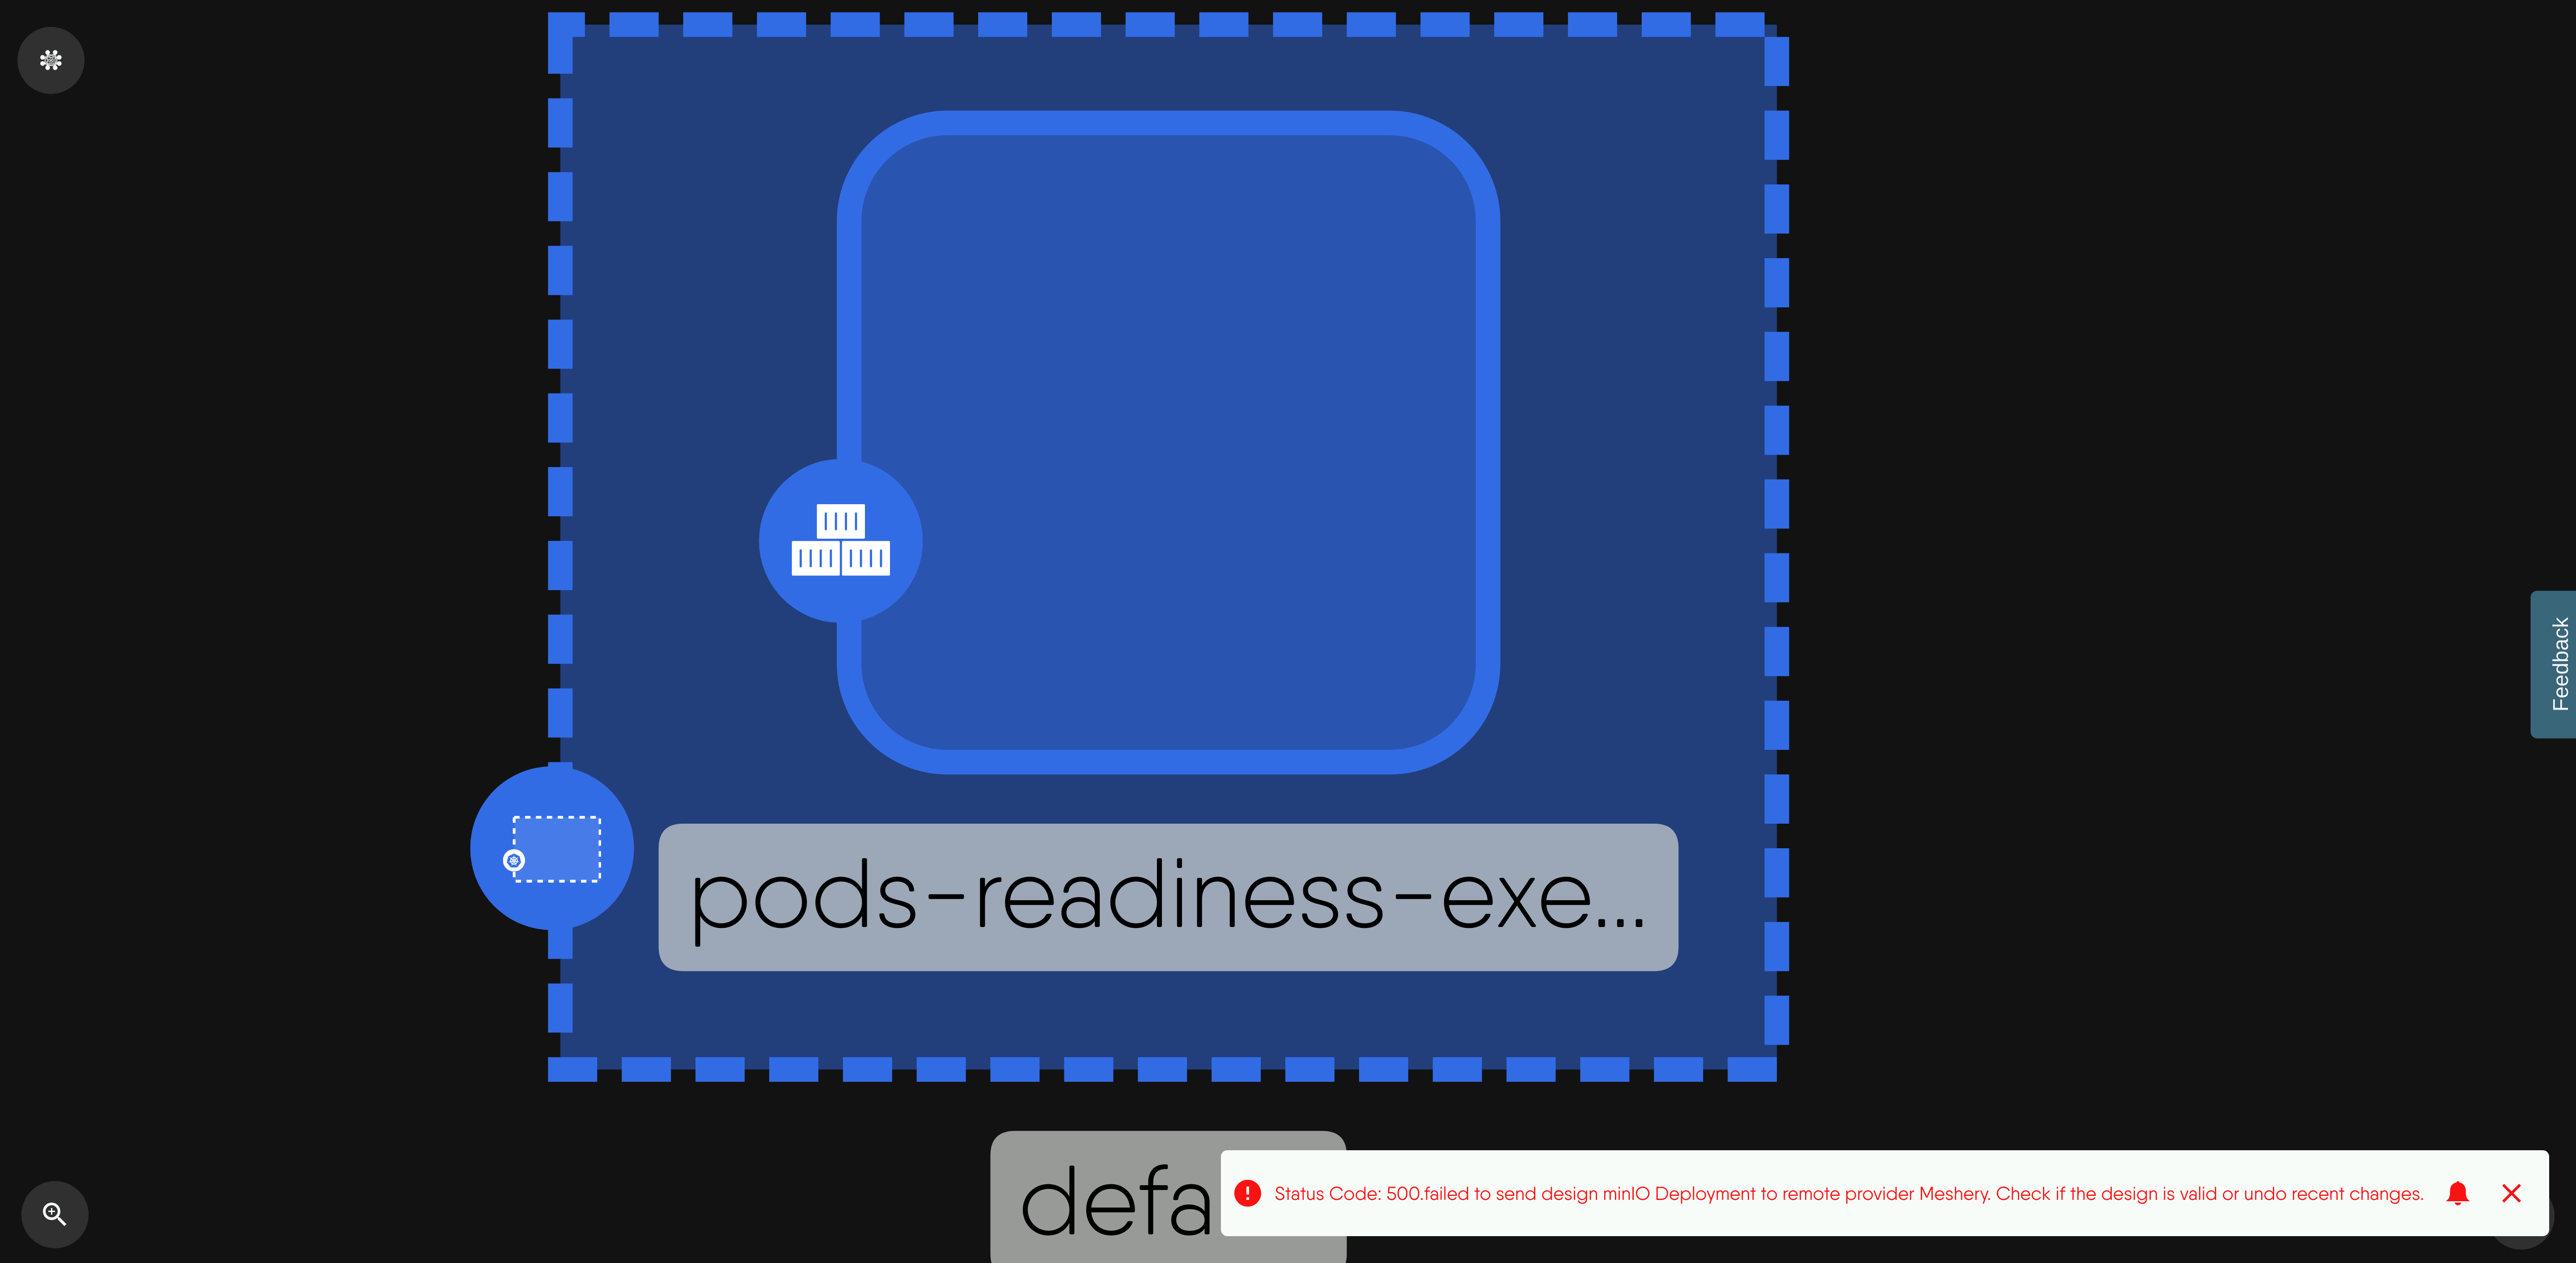 pods-readiness-exe...
defa
Status Code: 500.failed to send design minIO Deployment to remote provider Meshery. Check if the design is valid or undo recent changes.
Feedback